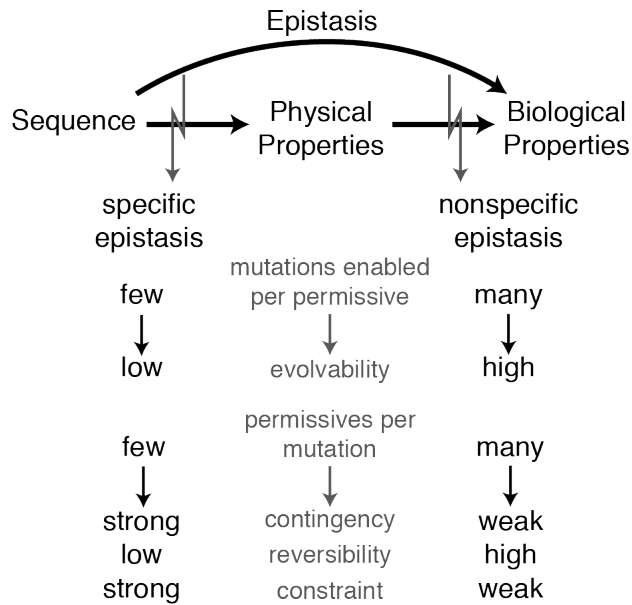 Epistasis
Sequence
Physical
Properties
Biological
Properties
specific
epistasis
nonspecific
epistasis
mutations enabled
per permissive
few
many
low
evolvability
high
permissives per
mutation
few
many
strong
contingency
weak
low
reversibility
high
strong
constraint
weak